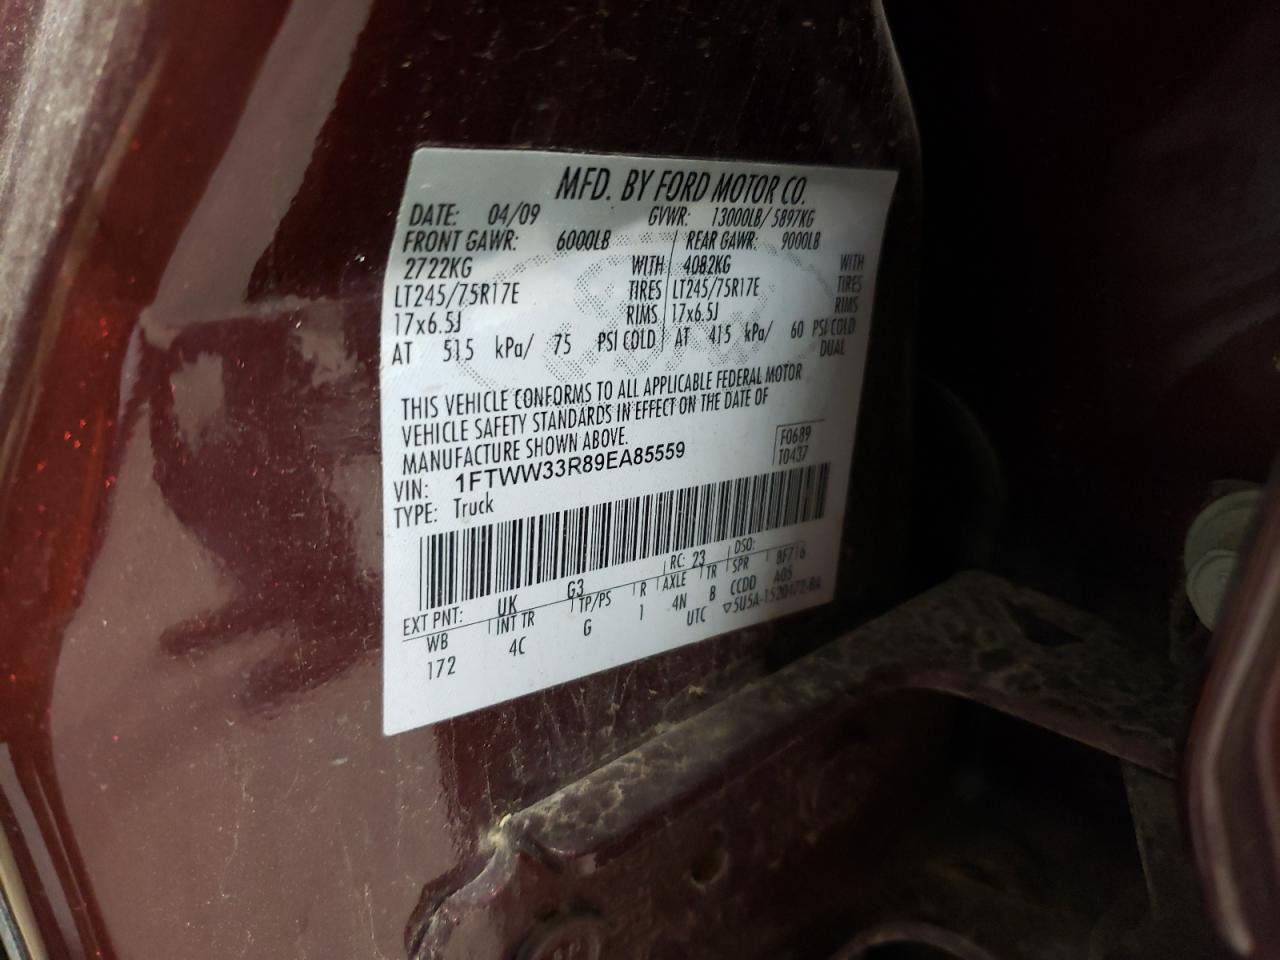 MFD. BY FORD MOTOR CO.
DATE: 04/09 GVWR: 13000LB/ 5897KG
FRONT GAWR: 6000LB REAR GAWR: 9000LB
2722KG WITH 4082KG WITH
LT245/75R17E TIRES LT245/75R17E TIRES
17x6.5J RIMS 17x6.5J RIMS
AT 515 kPa/ 75 PSI COLD AT 415 kPa/ 60 PSI COLD
DUAL
THIS VEHICLE CONFORMS TO ALL APPLICABLE FEDERAL MOTOR
VEHICLE SAFETY STANDARDS IN EFFECT ON THE DATE OF
MANUFACTURE SHOWN ABOVE.
VIN: 1FTWW33R89EA85559 F0689
TYPE: Truck T0437
EXT PNT: UK G3 RC: 23 DSO:
WB INT TR TP/PS R AXLE TR SPR BF716
172 4C G 1 4N B CCDD A05
UTC ▽5U5A-1520472-BA